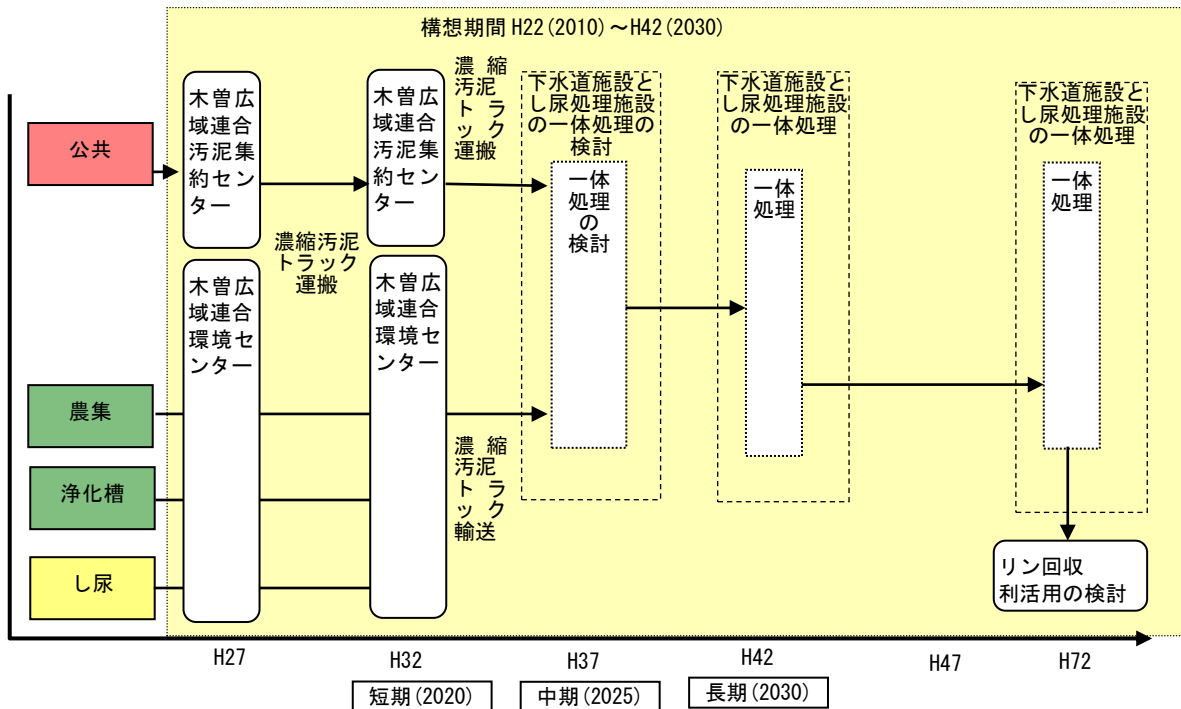 構想期間 H22(2010)～H42(2030)
公共
農集
浄化槽
し尿
木曽広
域連合
汚泥集
約セン
ター
木曽広
域連合
環境セ
ンター
濃縮汚泥
トラック
運搬
木曽広
域連合
汚泥集
約セン
ター
木曽広
域連合
環境セ
ンター
濃 縮
汚泥
ト ラ
ッ ク
運搬
濃 縮
汚泥
ト ラ
ッ ク
輸送
下水道施設と
し尿処理施設
の一体処理の
検討
一体
処理
の
検討
下水道施設と
し尿処理施設
の一体処理
一体
処理
下水道施設と
し尿処理施設
の一体処理
一体
処理
リン回収
利活用の検討
H27
H32
H37
H42
H47
H72
短期(2020)
中期(2025)
長期(2030)